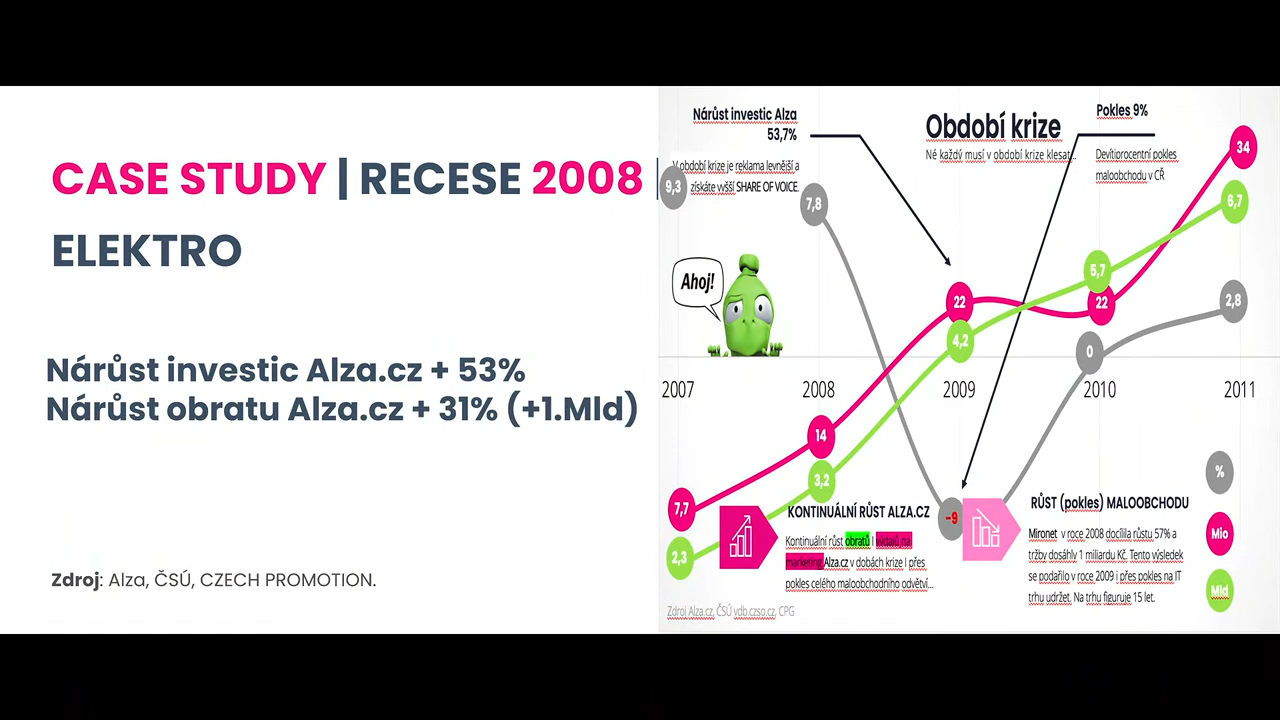 CASE STUDY | RECESE 2008 |
ELEKTRO
Nárůst investic Alza.cz + 53%
Nárůst obratu Alza.cz + 31% (+1.Mld)
Zdroj: Alza, ČSÚ, CZECH PROMOTION.
Nárůst investic Alza
53,7%
V období krize je reklama levnější a
získáte vyšší SHARE OF VOICE.
Období krize
Né každý musí v období krize klesat...
Pokles 9%
Devítiprocentní pokles
maloobchodu v CŘ
9,3
7,8
34
6,7
Ahoj!
22
4,2
5,7
22
2,8
0
2007
2008
2009
2010
2011
14
3,2
7,7
2,3
-9
%
Mio
Mld
KONTINUÁLNÍ RŮST ALZA.CZ
Kontinuální růst obratů I výdajů na
marketing Alza.cz v dobách krize I přes
pokles celého maloobchodního odvětví...
RŮST (pokles) MALOOBCHODU
Mironet v roce 2008 docílila růstu 57% a
tržby dosáhly 1 miliardu Kč. Tento výsledek
se podařilo v roce 2009 i přes pokles na IT
trhu udržet. Na trhu figuruje 15 let.
Zdroj Alza.cz, ČSÚ vdb.czso.cz, CPG